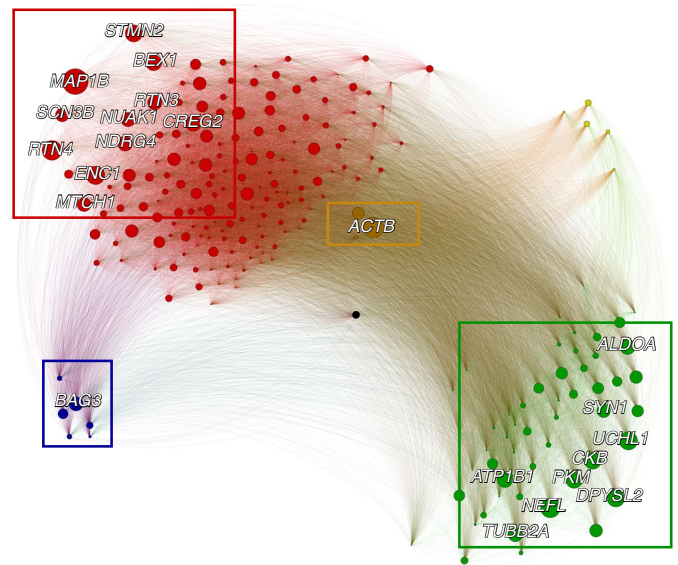 STMN2
BEX1
MAP1B
RTN3
SCN3B
NUAK1
CREG2
NDRG4
RTN4
ENC1
MTCH1
ACTB
ALDOA
BAG3
SYN1
UCHL1
CKB
ATP1B1
PKM
DPYSL2
NEFL
TUBB2A